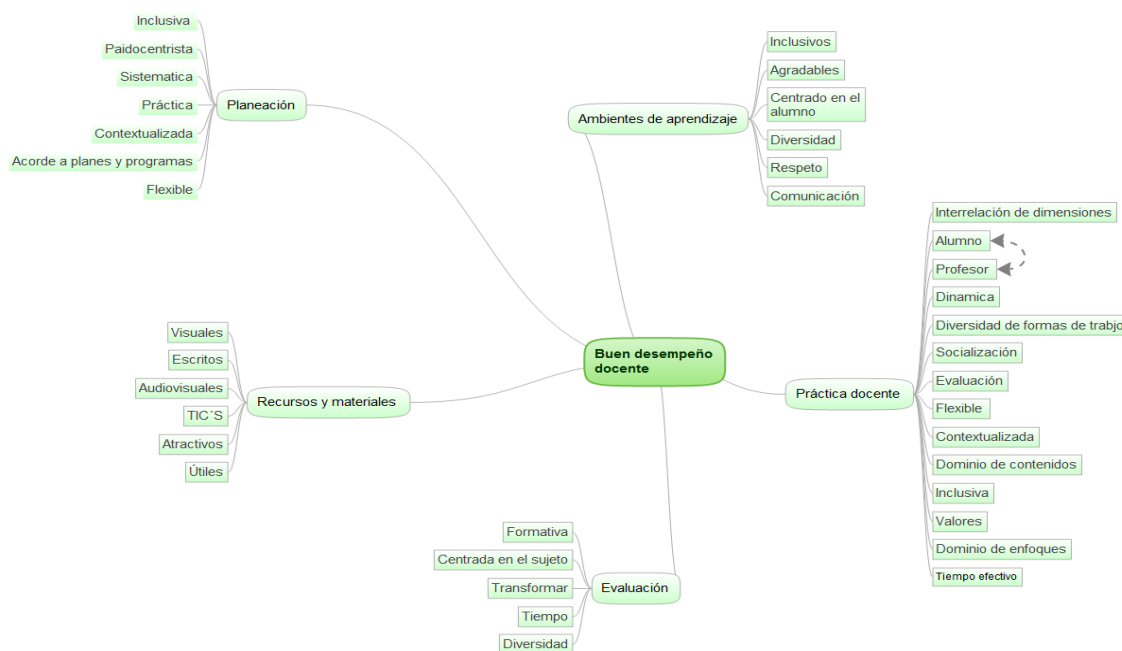 Inclusiva
Paidocentrista
Sistematica
Práctica
Contextualizada
Acorde a planes y programas
Flexible
Planeación
Ambientes de aprendizaje
Inclusivos
Agradables
Centrado en el
alumno
Diversidad
Respeto
Comunicación
Buen desempeño
docente
Visuales
Escritos
Audiovisuales
TIC´S
Atractivos
Útiles
Recursos y materiales
Práctica docente
Interrelación de dimensiones
Alumno
Profesor
Dinamica
Diversidad de formas de trabjo
Socialización
Evaluación
Flexible
Contextualizada
Dominio de contenidos
Inclusiva
Valores
Dominio de enfoques
Tiempo efectivo
Formativa
Centrada en el sujeto
Transformar
Tiempo
Diversidad
Evaluación